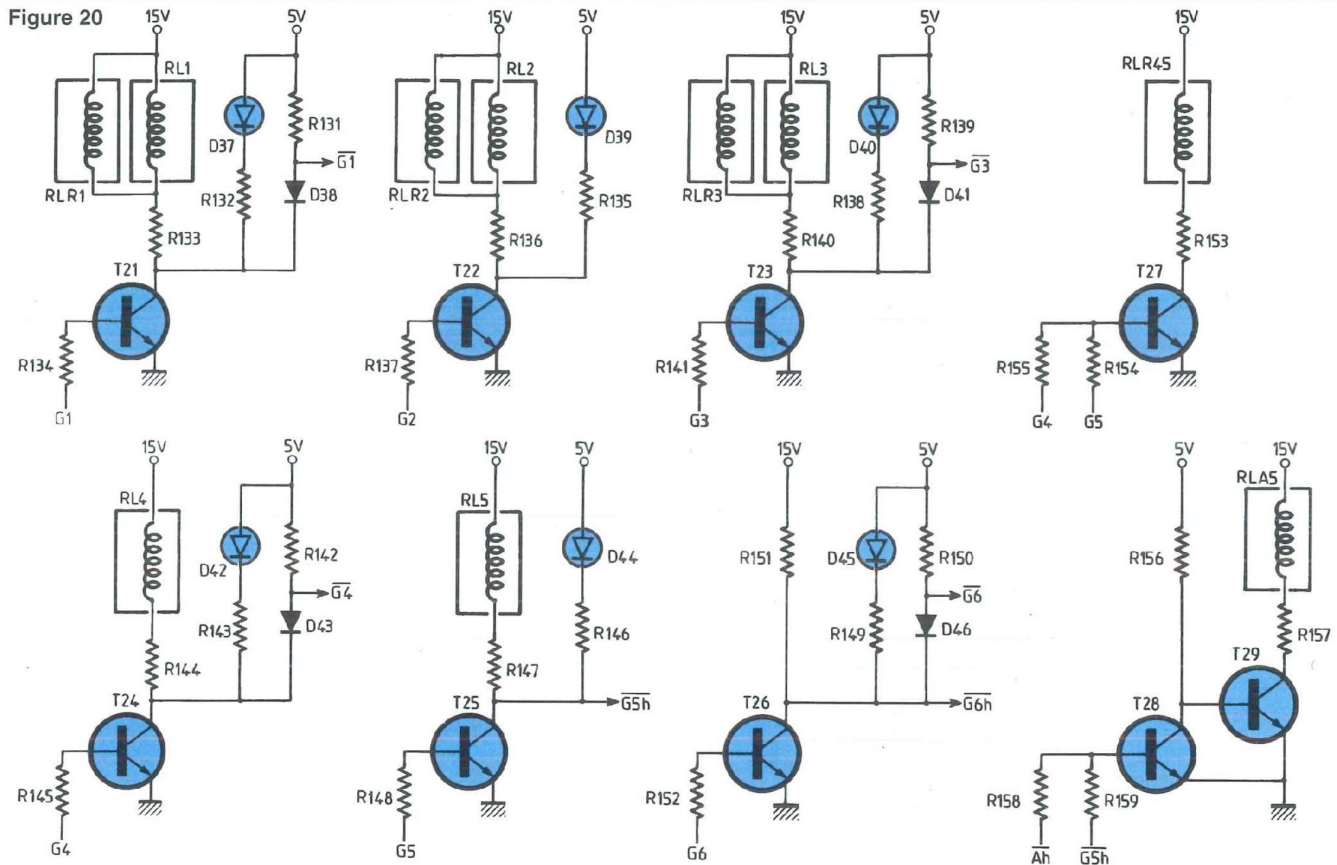 Figure 20
15V 5V 15V 5V 15V 5V 15V
RL1 RL2 RL3 RLR45
D37 R131 D39 D40 R139
G1 G3
RLR1 R132 D38 RLR2 R135 RLR3 R138 D41
R133 R136 R140 R153
T21 T22 T23 T27
R134 R137 R141 R155 R154
G1 G2 G3 G4 G5
15V 5V 15V 5V 15V 5V 5V 15V
RL4 RL5 RLA5
D42 R142 D44 R151 D45 R150 R156
G4 G6
R143 D43 R146 R149 D46 R157
R144 R147
T24 T25 G5h T26 G6h T28 T29
R145 R148 R152 R158 R159
G4 G5 G6 Ah G5h